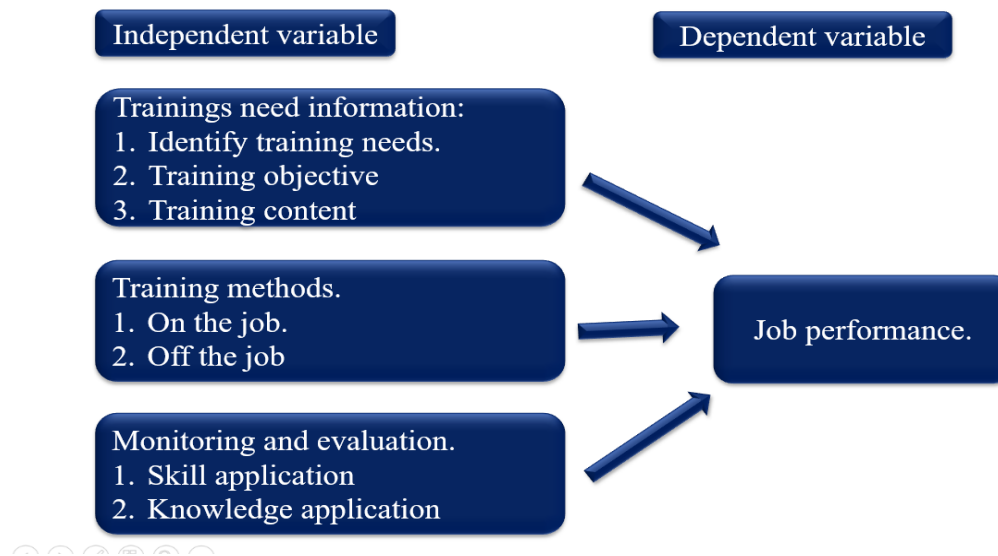 Independent variable
Dependent variable
Trainings need information:
1. Identify training needs.
2. Training objective
3. Training content
Training methods.
1. On the job.
2. Off the job
Job performance.
Monitoring and evaluation.
1. Skill application
2. Knowledge application